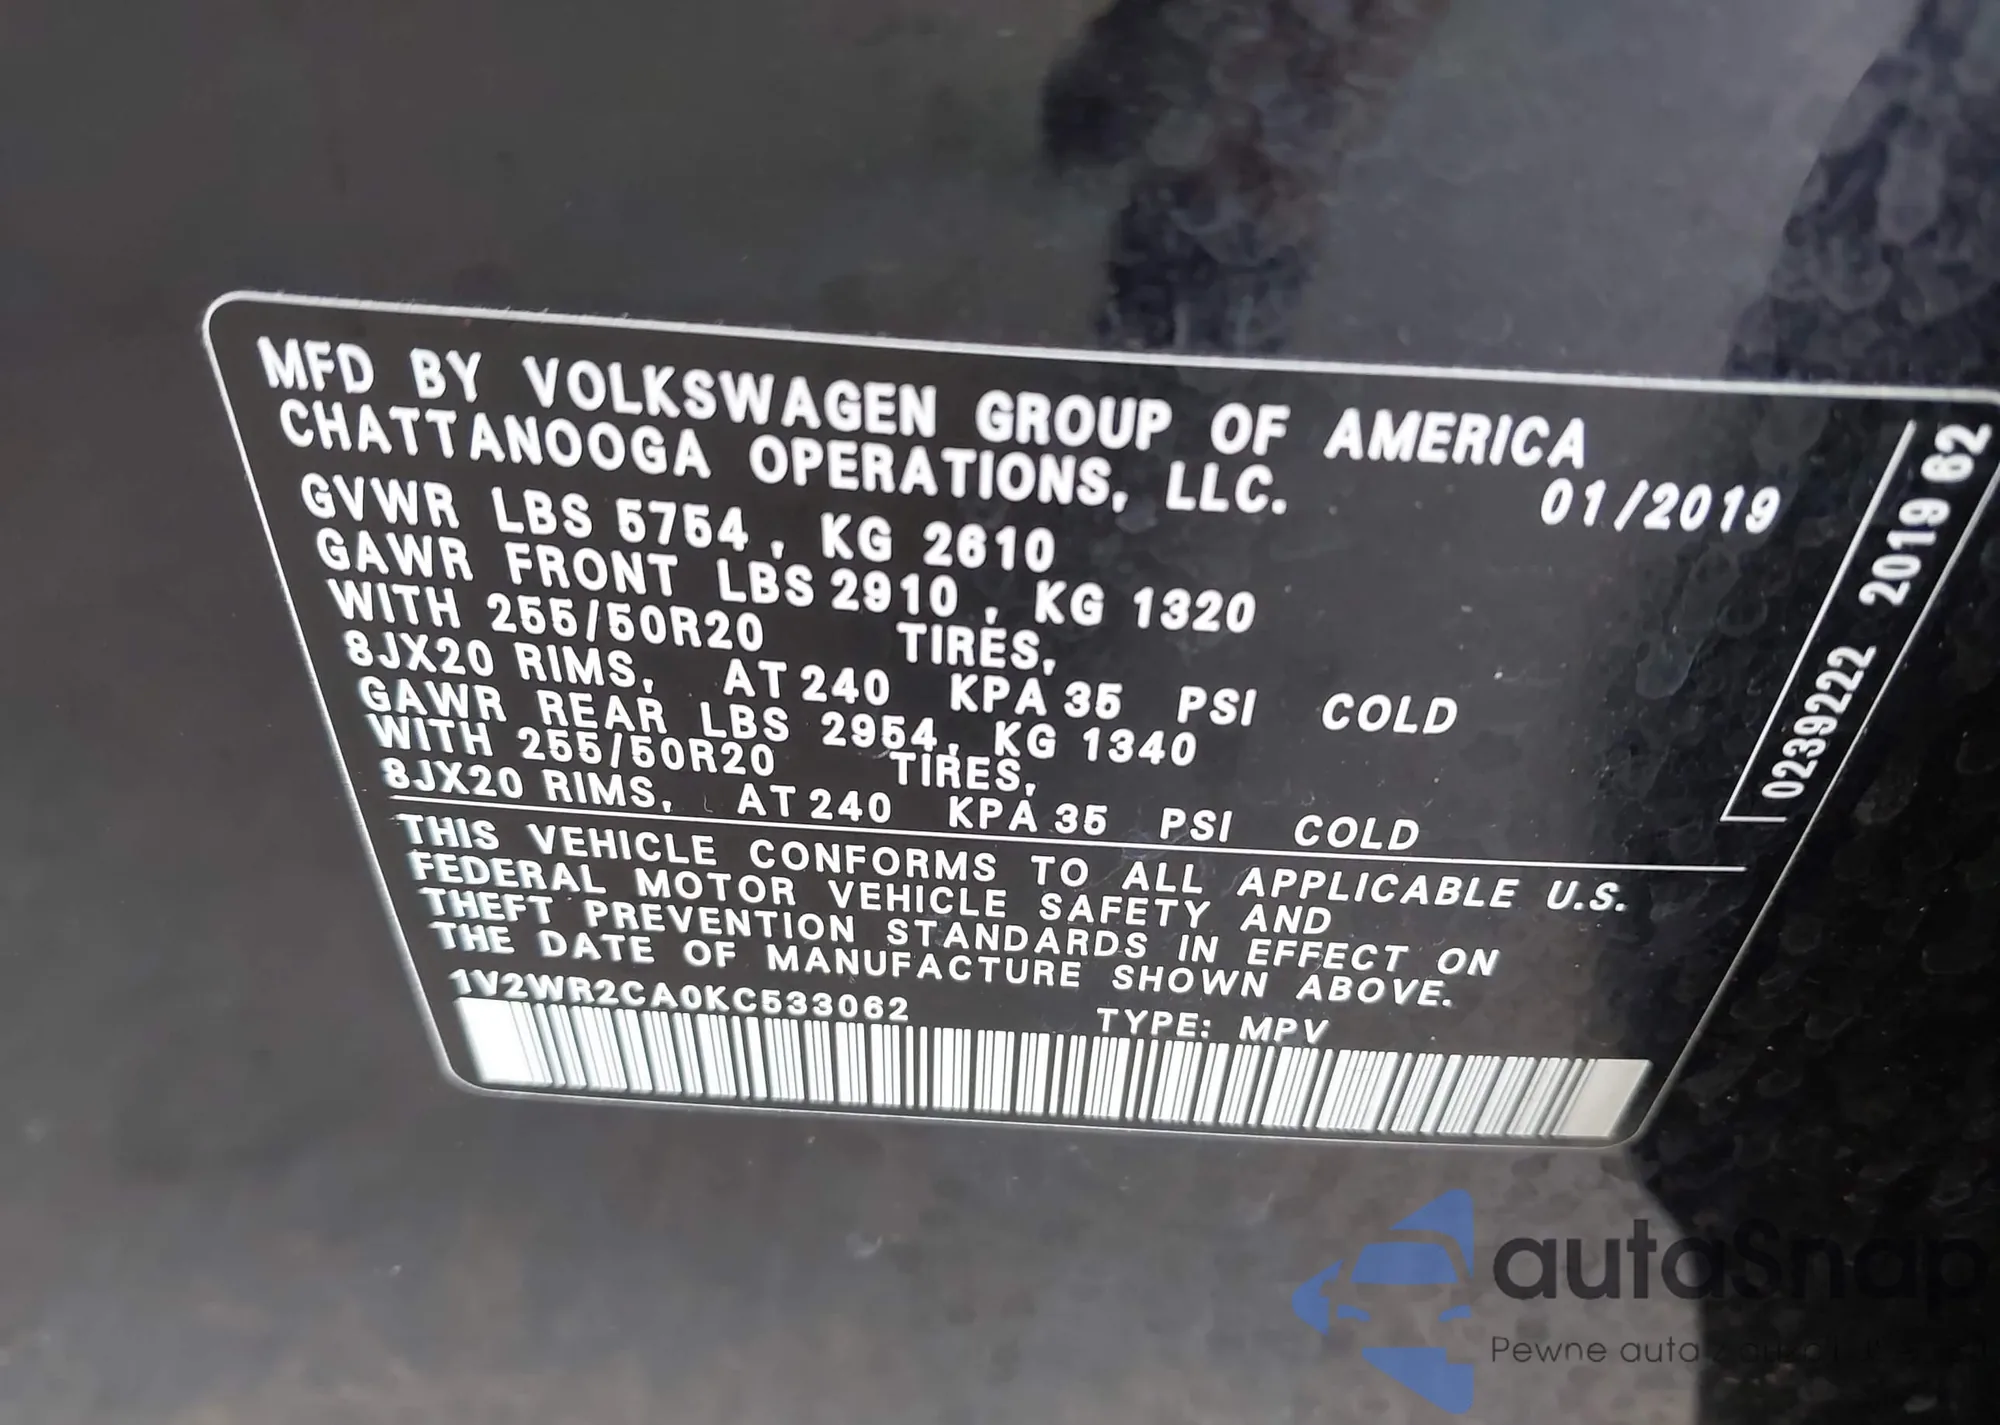 MFD BY VOLKSWAGEN GROUP OF AMERICA
CHATTANOOGA OPERATIONS, LLC.
01/2019
GVWR LBS 5754, KG 2610
GAWR FRONT LBS 2910, KG 1320
WITH 255/50R20 TIRES,
8JX20 RIMS, AT 240 KPA 35 PSI COLD
GAWR REAR LBS 2954, KG 1340
WITH 255/50R20 TIRES,
8JX20 RIMS, AT 240 KPA 35 PSI COLD
THIS VEHICLE CONFORMS TO ALL APPLICABLE U.S.
FEDERAL MOTOR VEHICLE SAFETY AND
THEFT PREVENTION STANDARDS IN EFFECT ON
THE DATE OF MANUFACTURE SHOWN ABOVE.
1V2WR2CA0KC533062 TYPE: MPV
0239222 2019 62
autaSnap
Pewne auta z